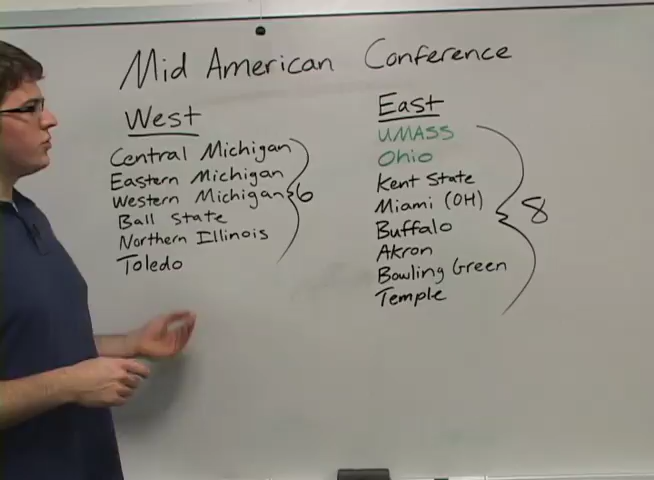 Mid American Conference
West
Central Michigan
Eastern Michigan
Western Michigan
Ball State
Northern Illinois
Toledo
6
East
UMASS
Ohio
Kent State
Miami (OH)
Buffalo
Akron
Bowling Green
Temple
8